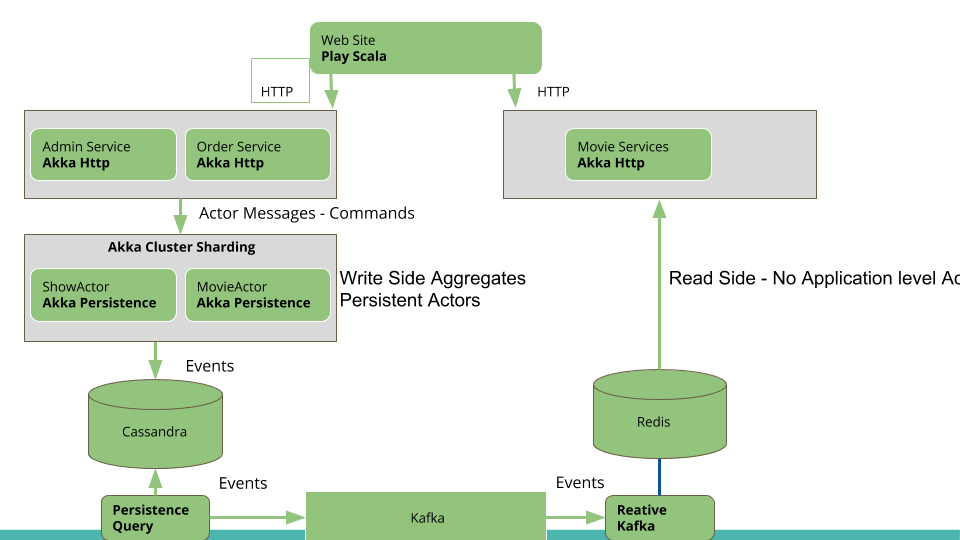 Web Site
Play Scala
HTTP
HTTP
Admin Service
Akka Http
Order Service
Akka Http
Movie Services
Akka Http
Actor Messages - Commands
Akka Cluster Sharding
ShowActor
Akka Persistence
MovieActor
Akka Persistence
Write Side Aggregates
Persistent Actors
Read Side - No Application level Ac
Events
Cassandra
Redis
Events
Events
Persistence
Query
Kafka
Reative
Kafka